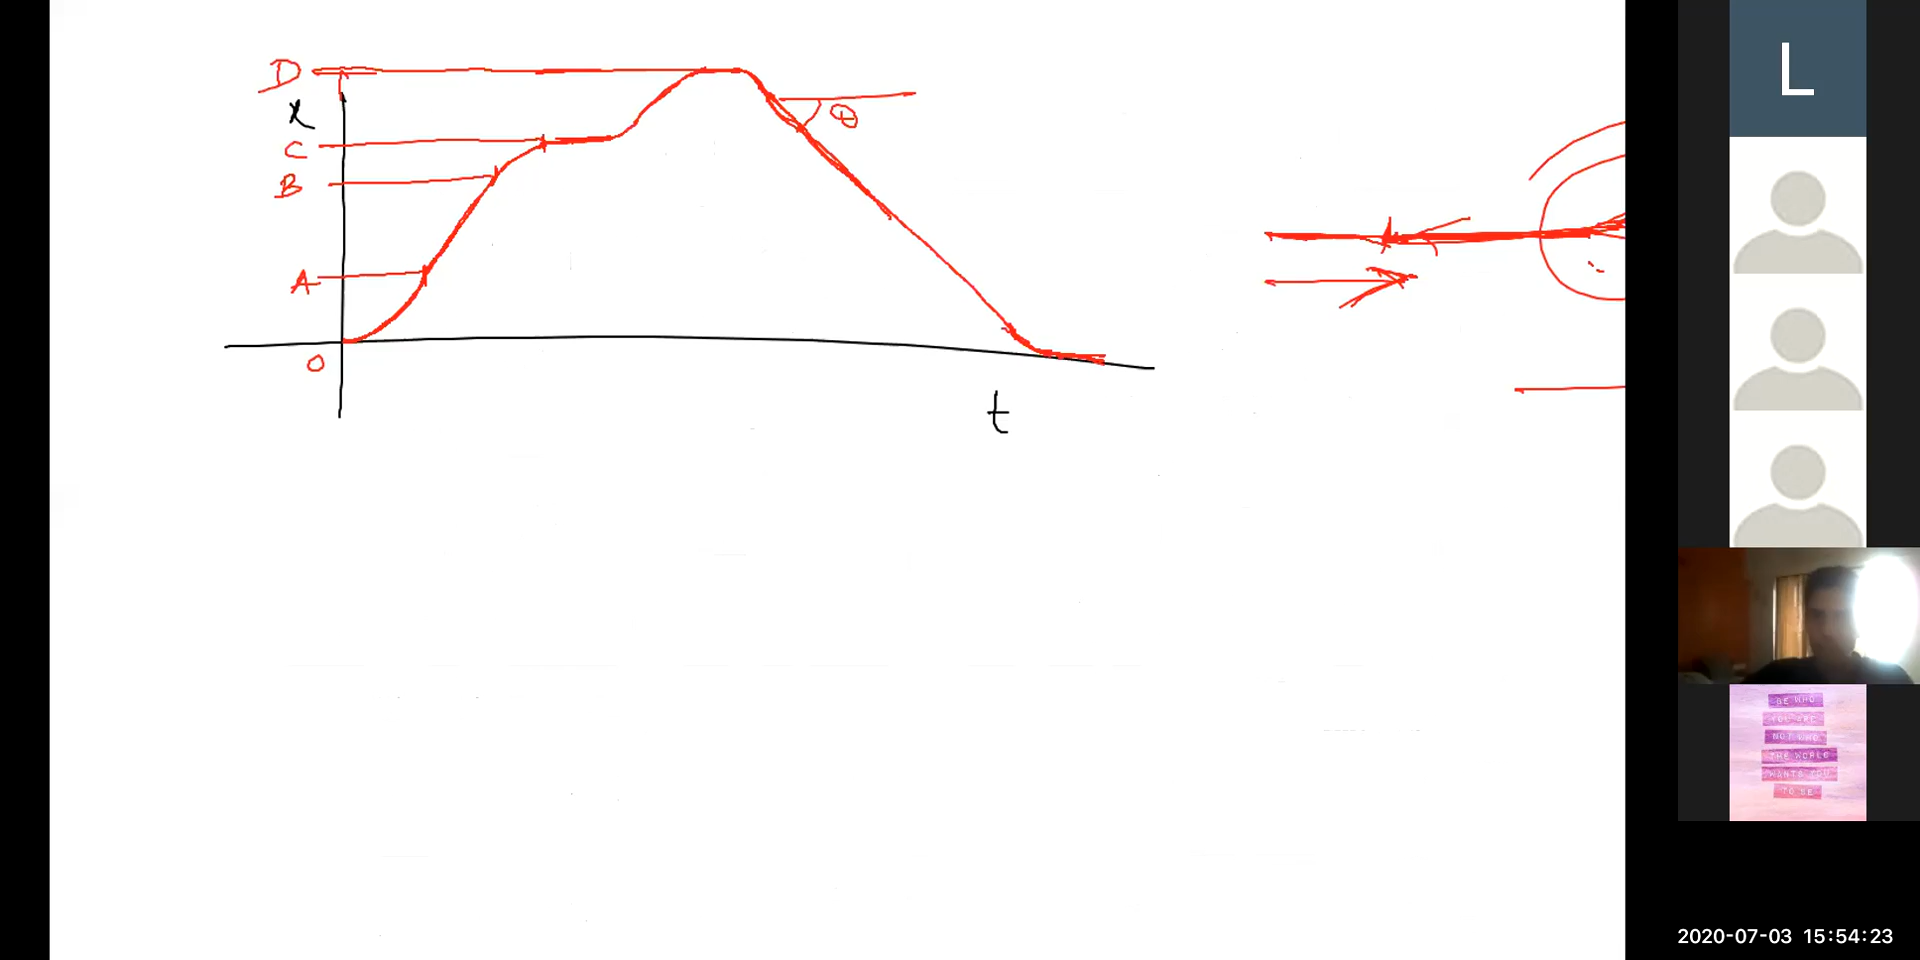 D
x
C
B
A
O
t
θ
L
BE WHO
YOU ARE
NOT WHO
THE WORLD
WANTS YOU
TO BE
2020-07-03 15:54:23